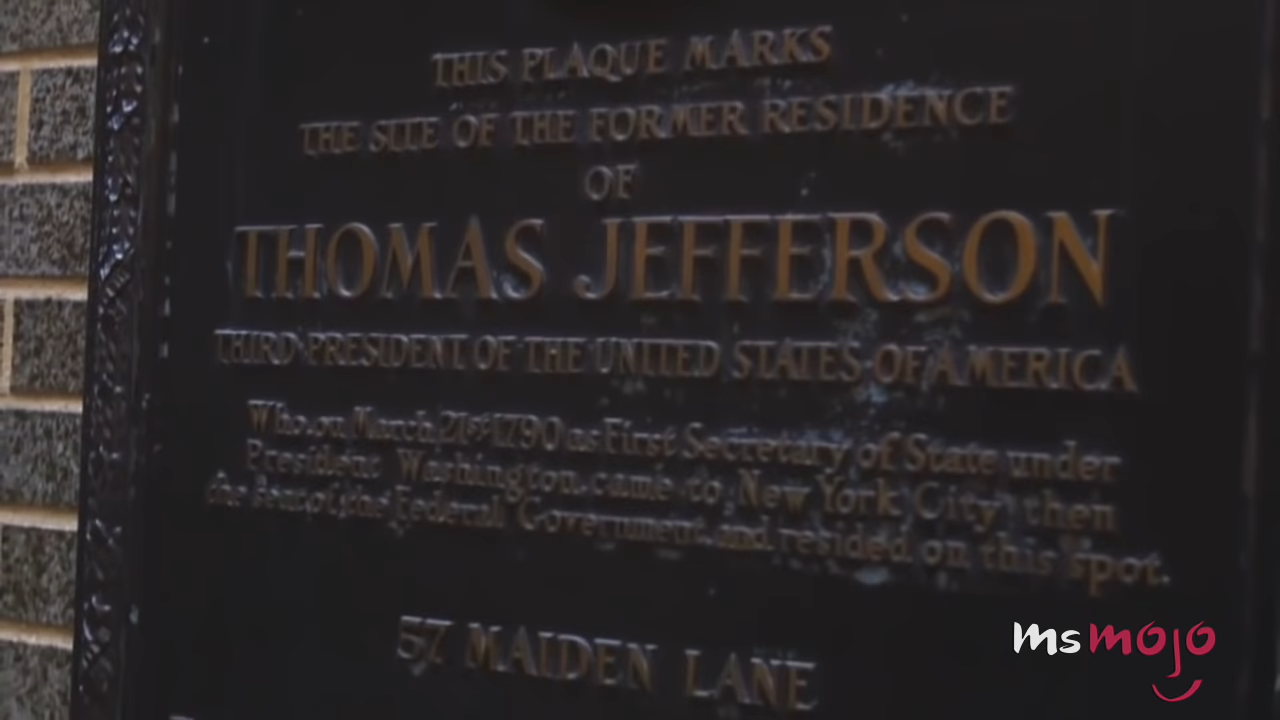 THIS PLAQUE MARKS
THE SITE OF THE FORMER RESIDENCE
OF
THOMAS JEFFERSON
THIRD PRESIDENT OF THE UNITED STATES OF AMERICA
Who on March 21st 1790 as First Secretary of State under
President Washington came to New York City then
the Seat of the Federal Government and resided on this spot.
57 MAIDEN LANE
msmojo